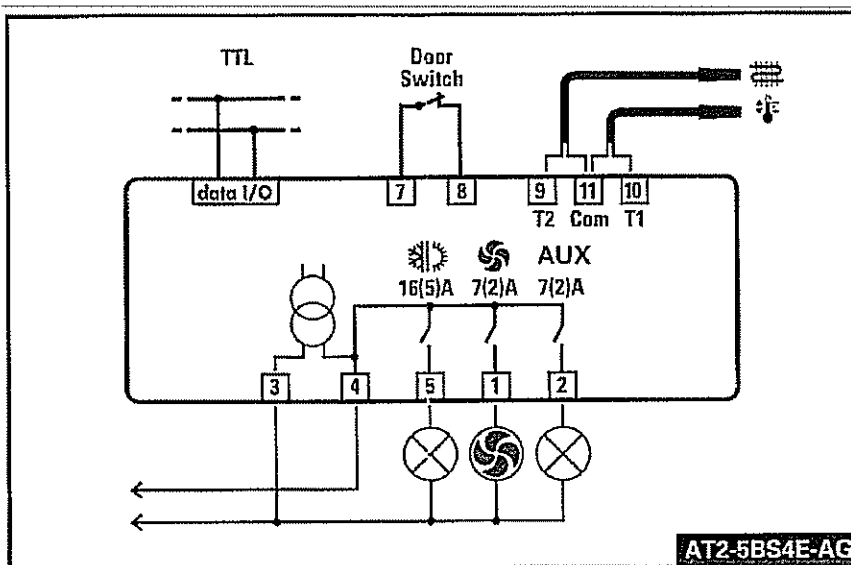 TTL
Door
Switch
data I/O
7
8
9
11
10
T2
Com
T1
AUX
16(5)A
7(2)A
7(2)A
3
4
5
1
2
AT2-5BS4E-AG